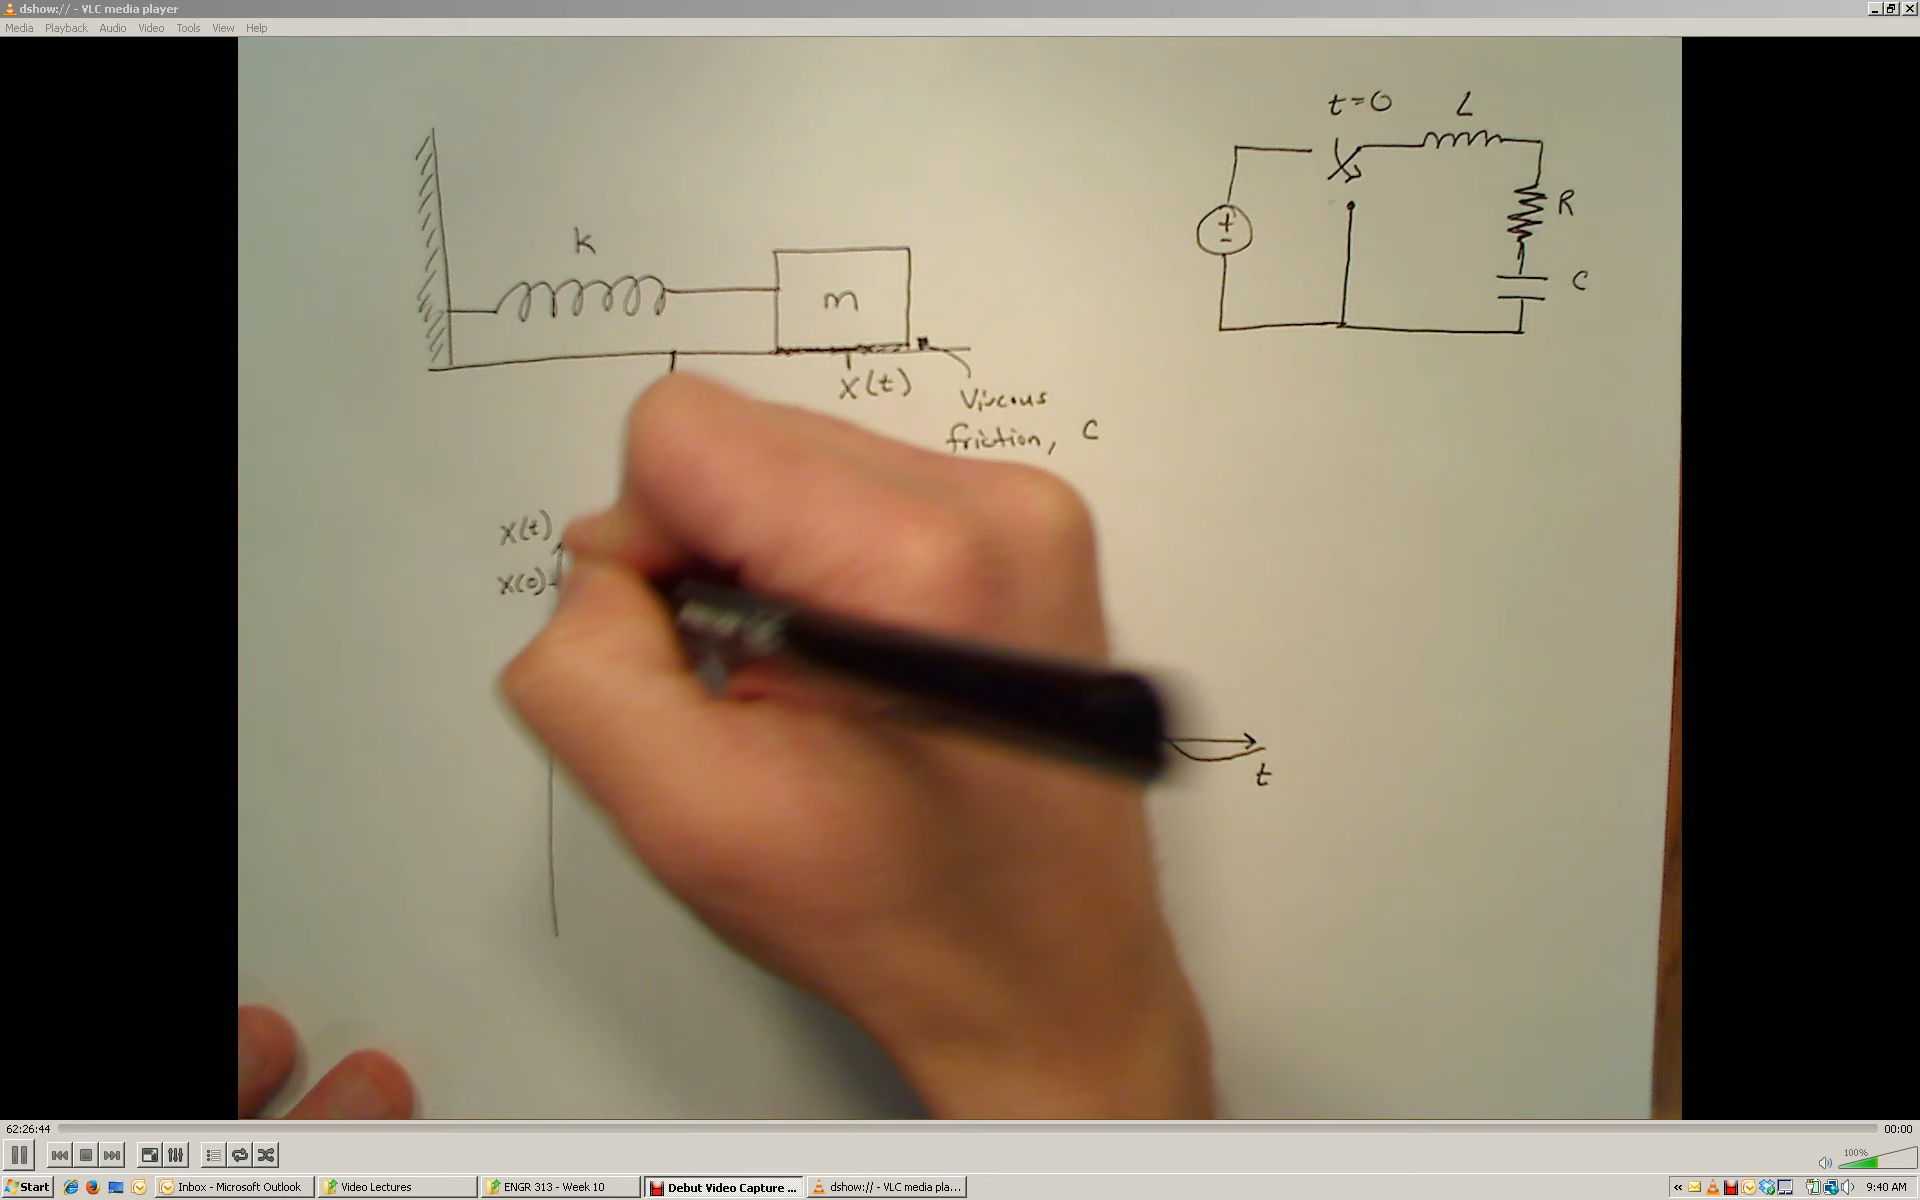 dshow:// - VLC media player
Media Playback Audio Video Tools View Help
t=0 L
R
C
k
m
+
-
x(t)
Viscous
friction, C
x(t)
x(0)
t
62:26:44
00:00
100%
Start
Inbox - Microsoft Outlook
Video Lectures
ENGR 313 - Week 10
Debut Video Capture ...
dshow:// - VLC media pla...
«
9:40 AM